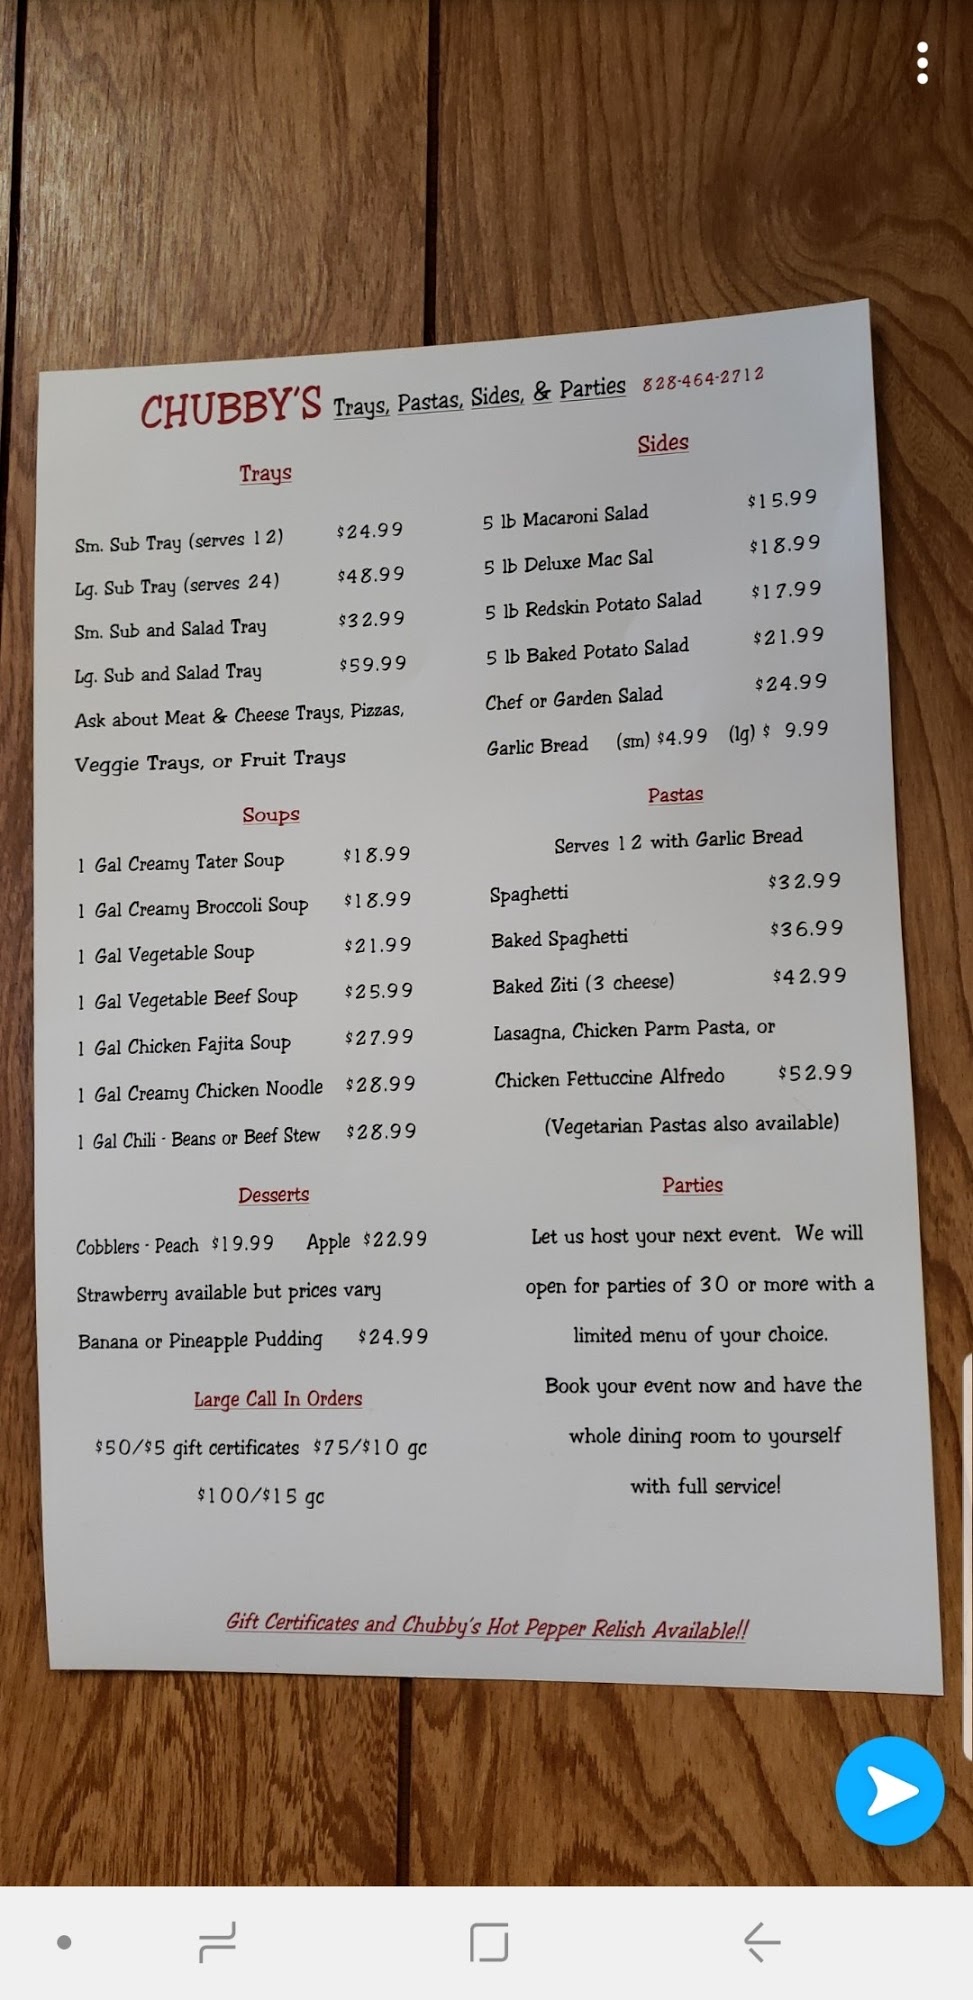 CHUBBY'S Trays, Pastas, Sides, & Parties 828-464-2712
Trays
Sm. Sub Tray (serves 12) $24.99
Lg. Sub Tray (serves 24) $48.99
Sm. Sub and Salad Tray $32.99
Lg. Sub and Salad Tray $59.99
Ask about Meat & Cheese Trays, Pizzas,
Veggie Trays, or Fruit Trays
Soups
1 Gal Creamy Tater Soup $18.99
1 Gal Creamy Broccoli Soup $18.99
1 Gal Vegetable Soup $21.99
1 Gal Vegetable Beef Soup $25.99
1 Gal Chicken Fajita Soup $27.99
1 Gal Creamy Chicken Noodle $28.99
1 Gal Chili - Beans or Beef Stew $28.99
Desserts
Cobblers - Peach $19.99 Apple $22.99
Strawberry available but prices vary
Banana or Pineapple Pudding $24.99
Large Call In Orders
$50/$5 gift certificates $75/$10 gc
$100/$15 gc
Sides
5 lb Macaroni Salad $15.99
5 lb Deluxe Mac Sal $18.99
5 lb Redskin Potato Salad $17.99
5 lb Baked Potato Salad $21.99
Chef or Garden Salad $24.99
Garlic Bread (sm) $4.99 (lg) $ 9.99
Pastas
Serves 12 with Garlic Bread
Spaghetti $32.99
Baked Spaghetti $36.99
Baked Ziti (3 cheese) $42.99
Lasagna, Chicken Parm Pasta, or
Chicken Fettuccine Alfredo $52.99
(Vegetarian Pastas also available)
Parties
Let us host your next event. We will
open for parties of 30 or more with a
limited menu of your choice.
Book your event now and have the
whole dining room to yourself
with full service!
Gift Certificates and Chubby's Hot Pepper Relish Available!!